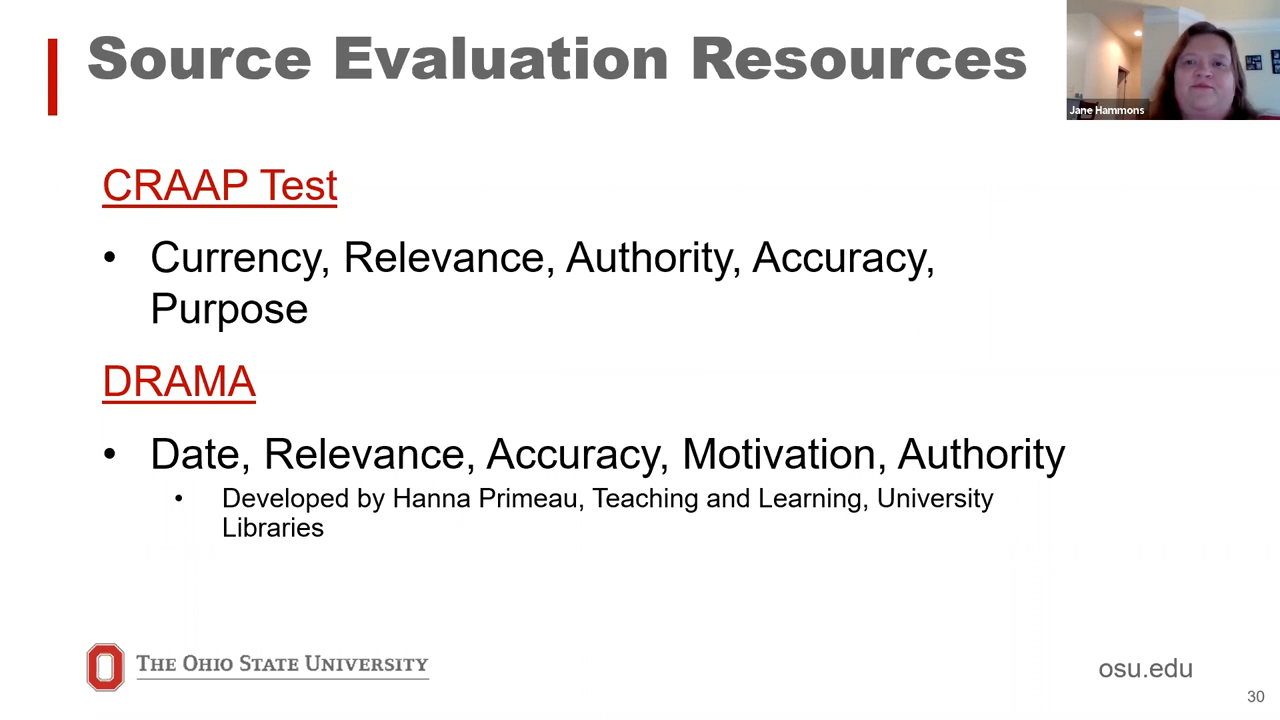 Source Evaluation Resources
Jane Hammons
CRAAP Test
• Currency, Relevance, Authority, Accuracy,
Purpose
DRAMA
• Date, Relevance, Accuracy, Motivation, Authority
• Developed by Hanna Primeau, Teaching and Learning, University
Libraries
THE OHIO STATE UNIVERSITY
osu.edu
30